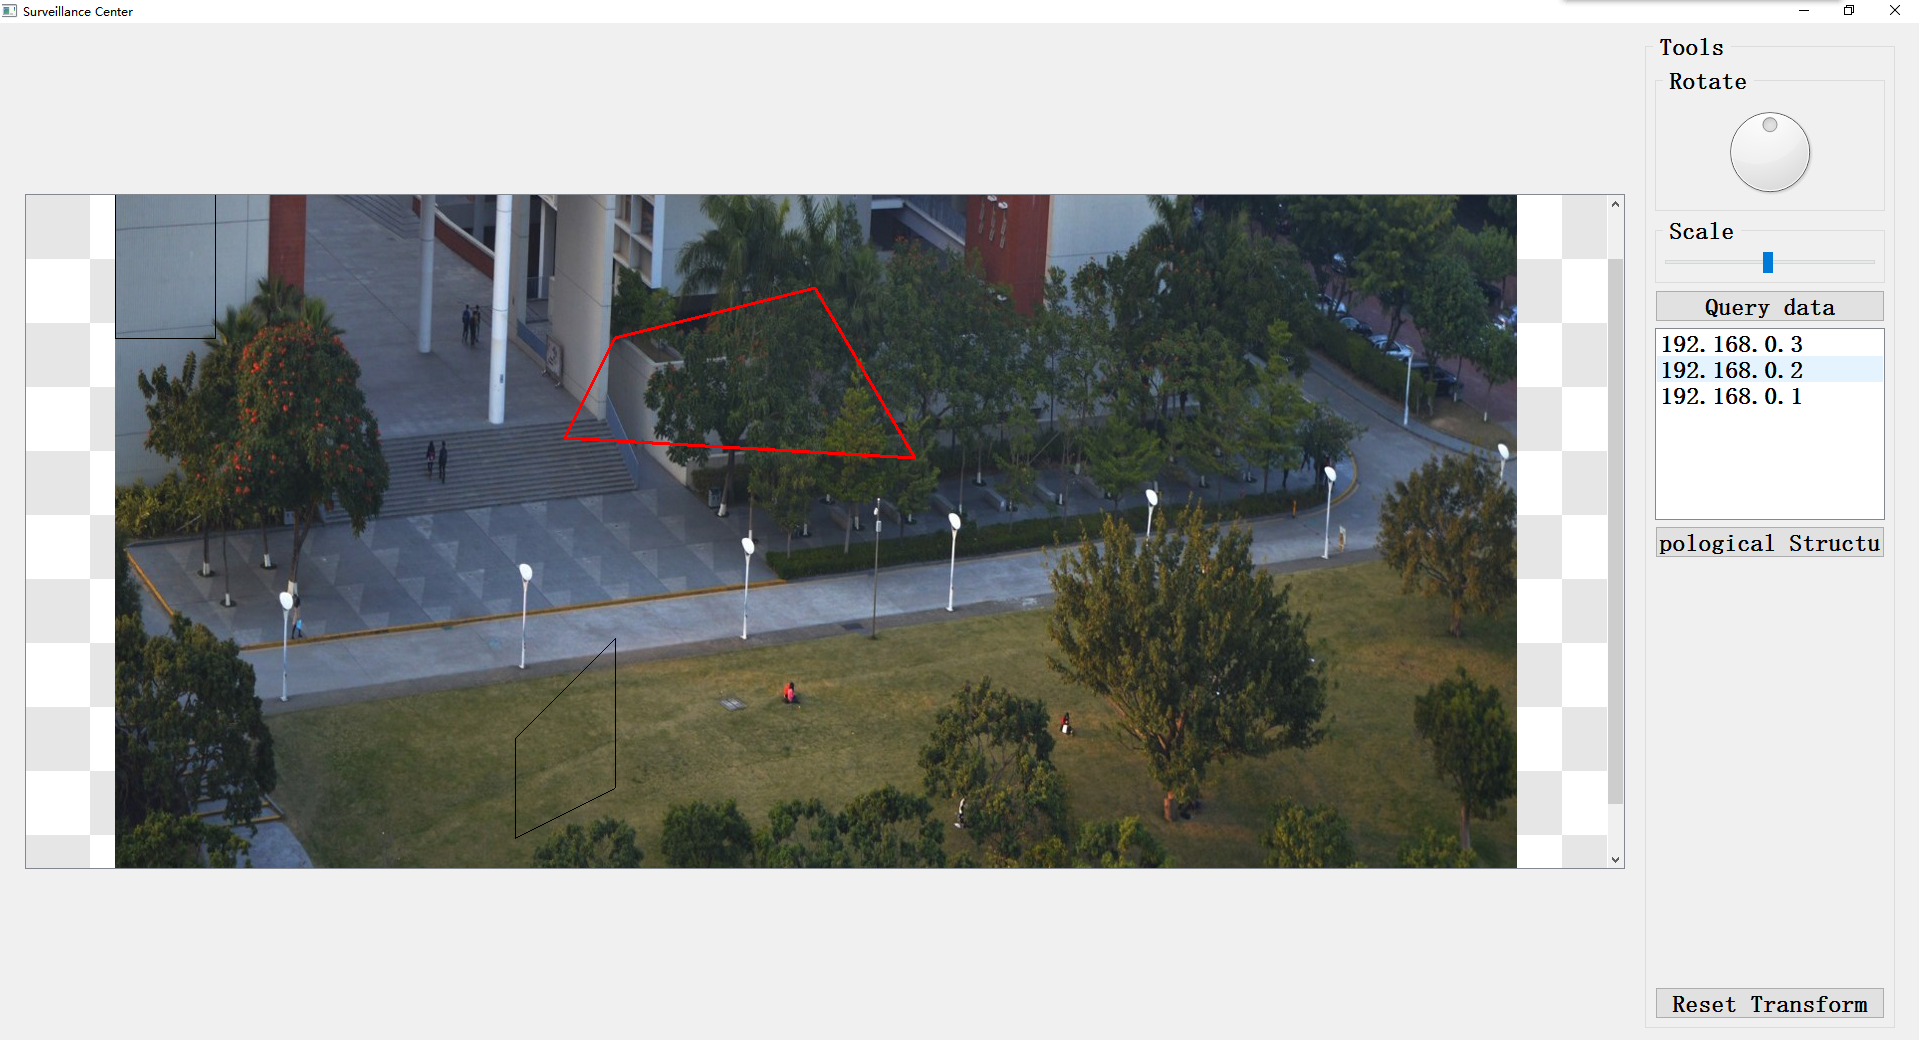 Surveillance Center
Tools
Rotate
Scale
Query data
192.168.0.3
192.168.0.2
192.168.0.1
pological Structu
Reset Transform